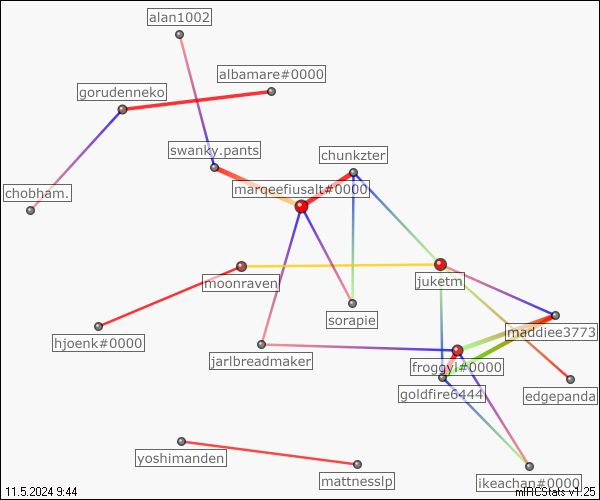 alan1002
albamare#0000
gorudenneko
swanky.pants
chunkzter
chobham.
marqeefiusalt#0000
moonraven
juketm
sorapie
maddiee3773
hjoenk#0000
jarlbreadmaker
froggyl#0000
goldfire6444
edgepanda
yoshimanden
mattnesslp
ikeachan#0000
11.5.2024 9:44
mIRCStats v1.25